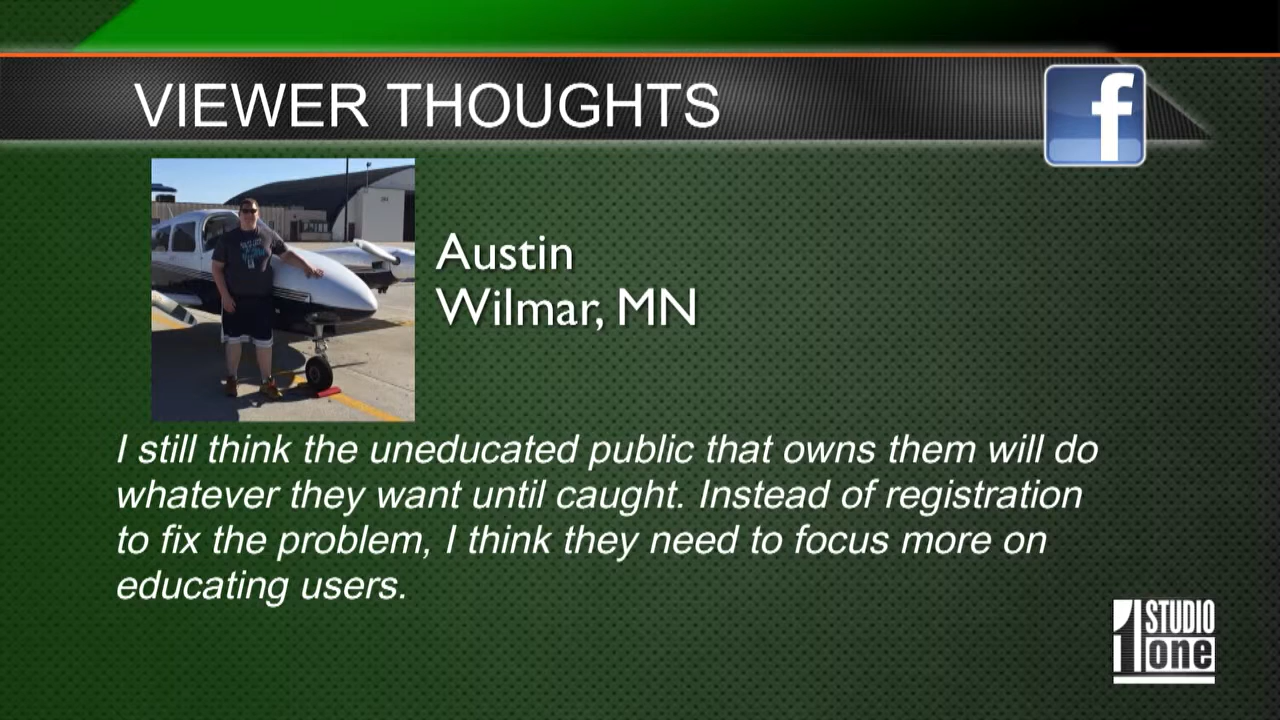 VIEWER THOUGHTS
f
Austin
Wilmar, MN
I still think the uneducated public that owns them will do
whatever they want until caught. Instead of registration
to fix the problem, I think they need to focus more on
educating users.
1 STUDIO
one